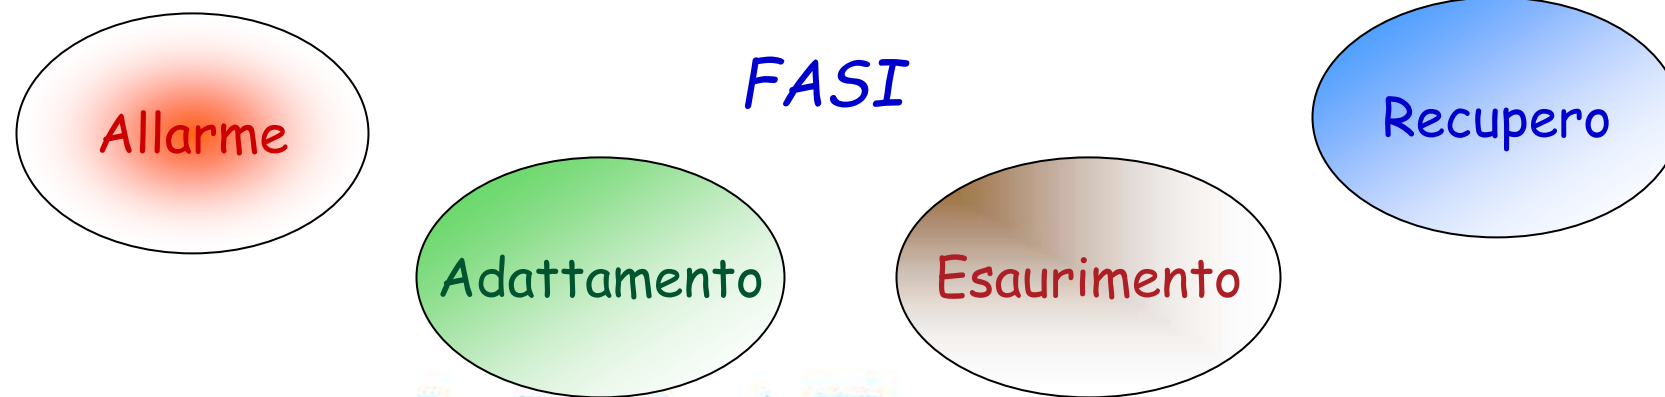 FASI
Allarme
Adattamento
Esaurimento
Recupero